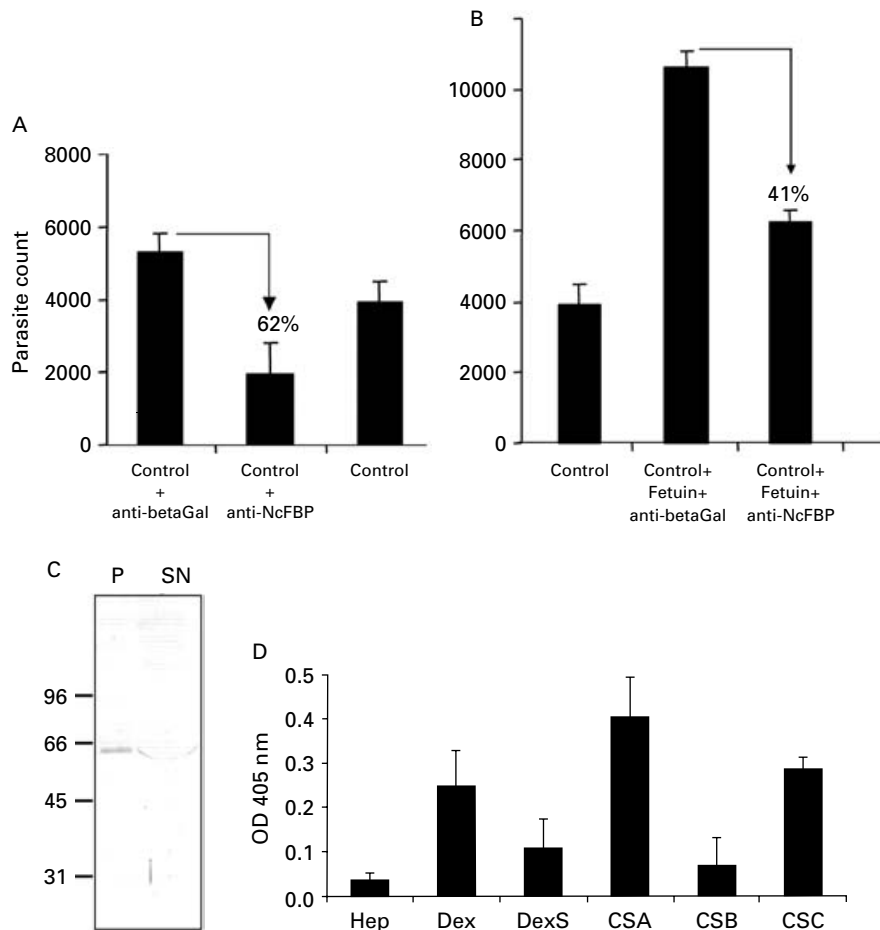 A
8000
6000
4000
2000
0
Parasite count
62%
Control
+
anti-betaGal
Control
+
anti-NcFBP
Control
B
10000
8000
6000
4000
2000
0
41%
Control
Control+
Fetuin+
anti-betaGal
Control+
Fetuin+
anti-NcFBP
C
P SN
96
66
45
31
D
0.5
0.4
0.3
0.2
0.1
0.0
OD 405 nm
Hep Dex DexS CSA CSB CSC